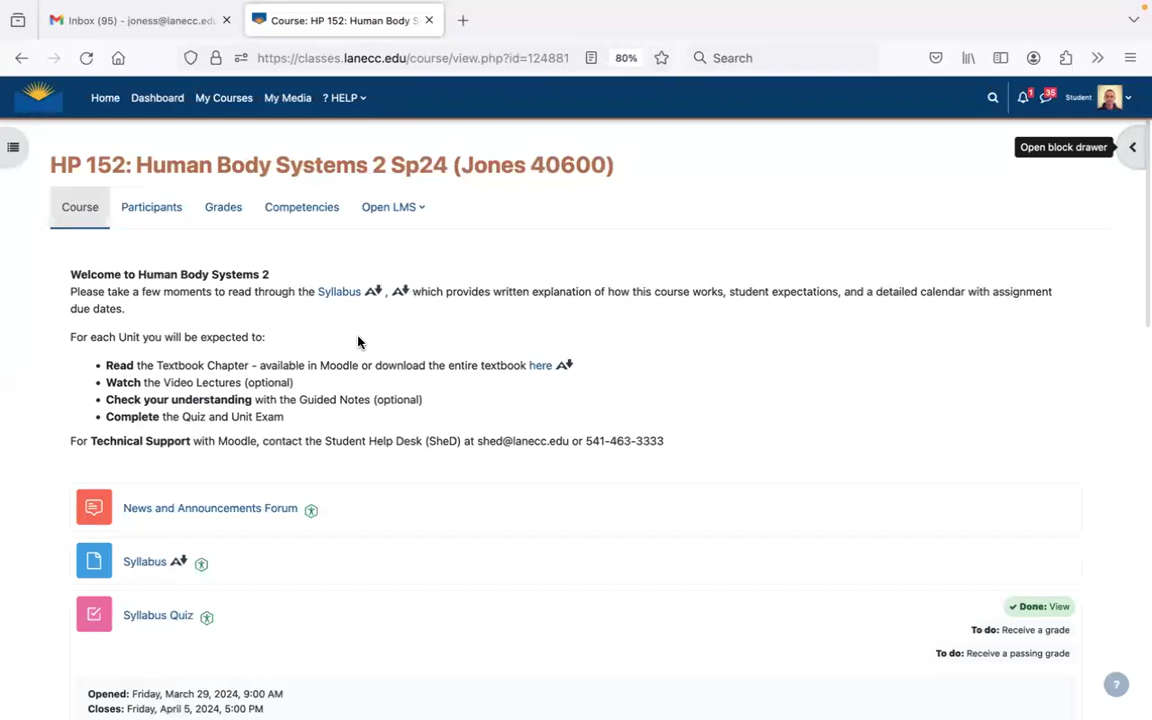 Inbox (95) - joness@lanecc.edu
Course: HP 152: Human Body S
https://classes.lanecc.edu/course/view.php?id=124881
80%
Search
Home Dashboard My Courses My Media ? HELP
1 35 Student
Open block drawer
HP 152: Human Body Systems 2 Sp24 (Jones 40600)
Course Participants Grades Competencies Open LMS
Welcome to Human Body Systems 2
Please take a few moments to read through the Syllabus , which provides written explanation of how this course works, student expectations, and a detailed calendar with assignment
due dates.
For each Unit you will be expected to:
• Read the Textbook Chapter - available in Moodle or download the entire textbook here
• Watch the Video Lectures (optional)
• Check your understanding with the Guided Notes (optional)
• Complete the Quiz and Unit Exam
For Technical Support with Moodle, contact the Student Help Desk (SheD) at shed@lanecc.edu or 541-463-3333
News and Announcements Forum
Syllabus
Syllabus Quiz
✓ Done: View
To do: Receive a grade
To do: Receive a passing grade
Opened: Friday, March 29, 2024, 9:00 AM
Closes: Friday, April 5, 2024, 5:00 PM
?